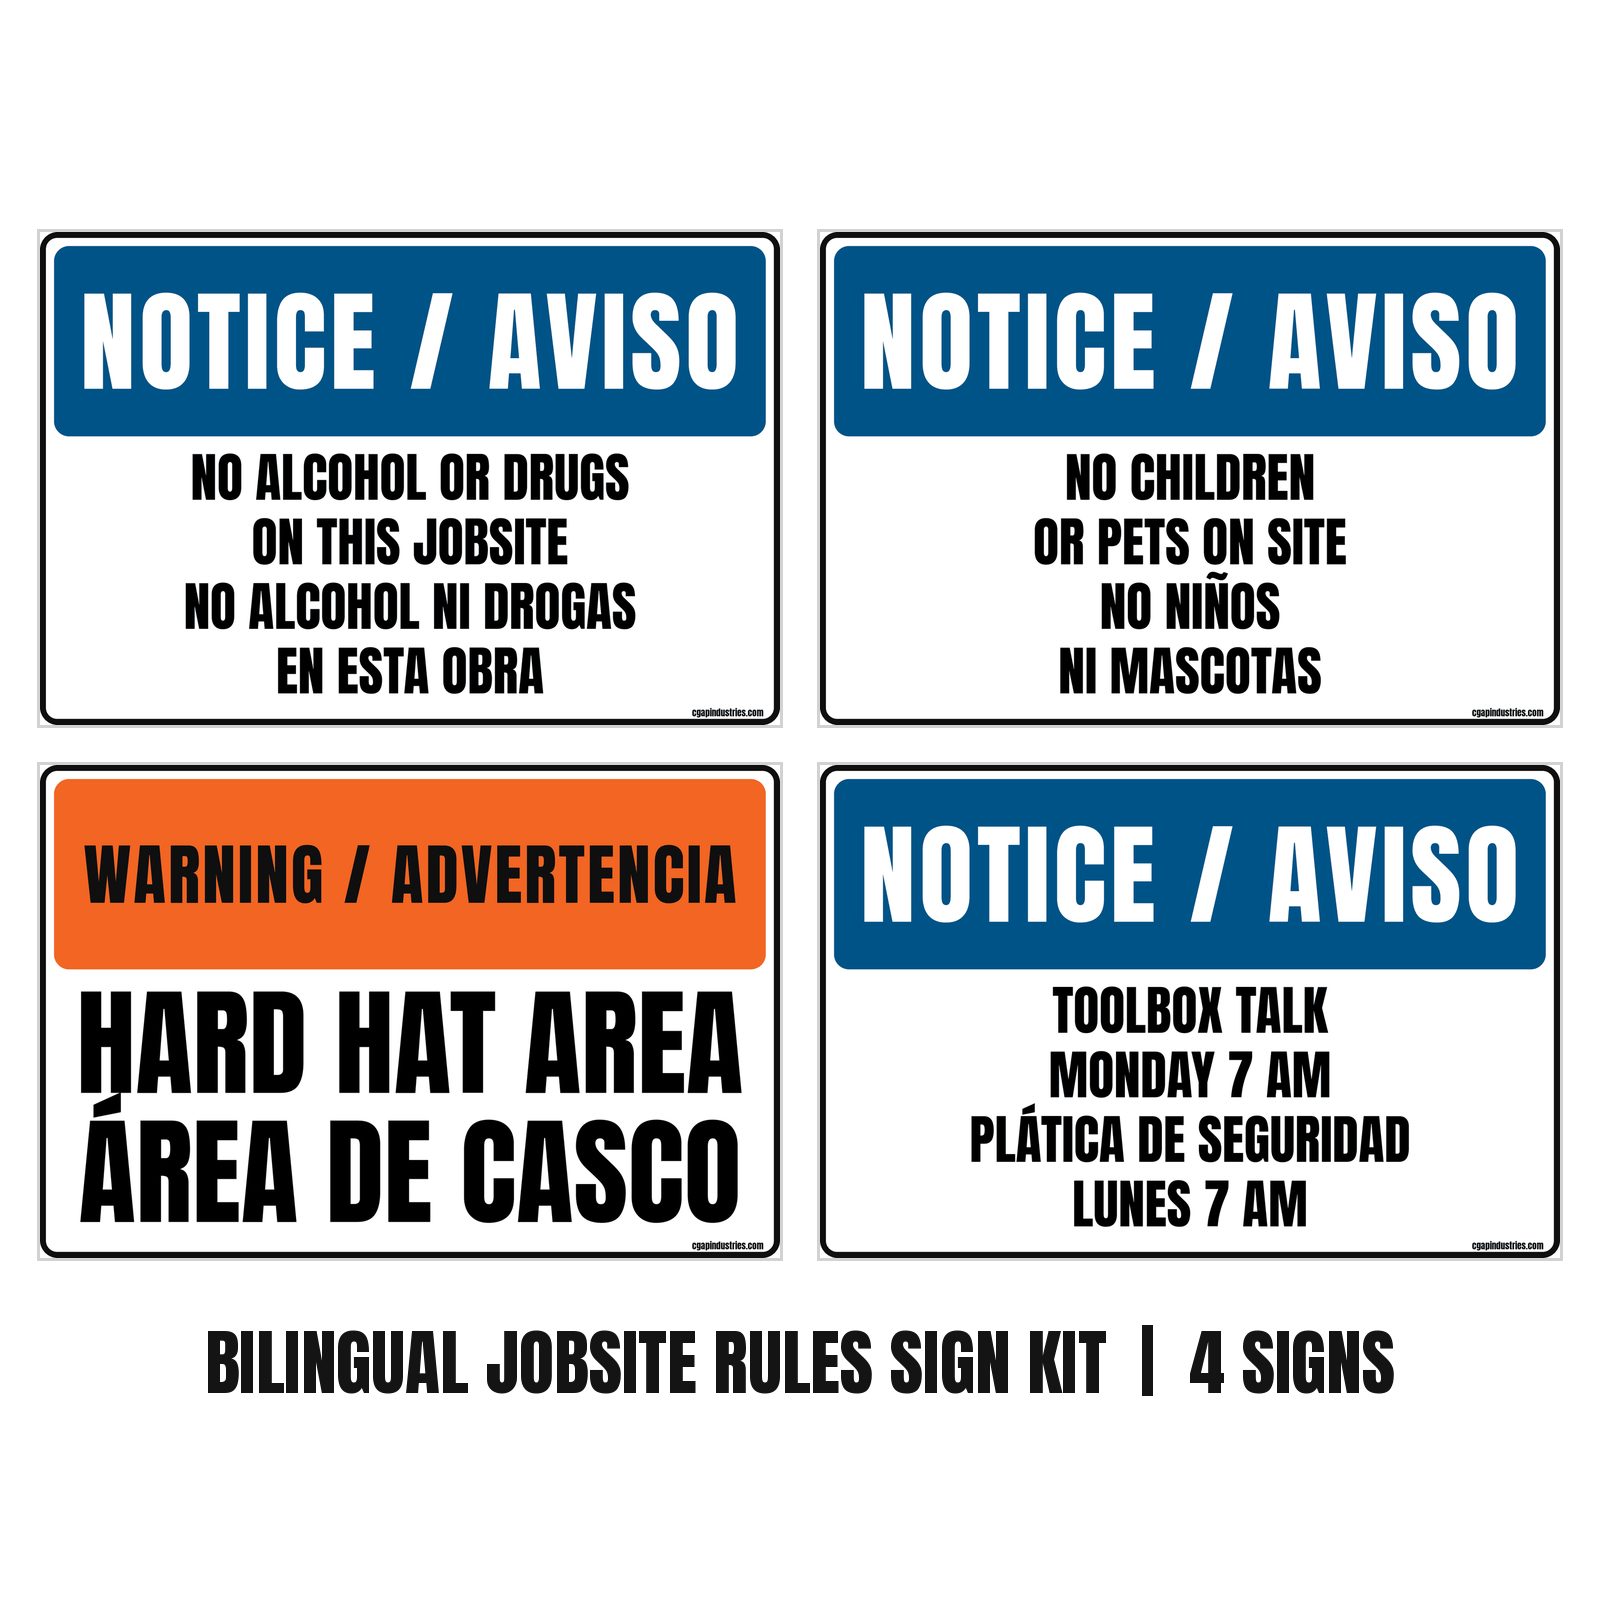 NOTICE / AVISO
NO ALCOHOL OR DRUGS
ON THIS JOBSITE
NO ALCOHOL NI DROGAS
EN ESTA OBRA
cgapindustries.com
NOTICE / AVISO
NO CHILDREN
OR PETS ON SITE
NO NIÑOS
NI MASCOTAS
cgapindustries.com
WARNING / ADVERTENCIA
HARD HAT AREA
ÁREA DE CASCO
cgapindustries.com
NOTICE / AVISO
TOOLBOX TALK
MONDAY 7 AM
PLÁTICA DE SEGURIDAD
LUNES 7 AM
cgapindustries.com
BILINGUAL JOBSITE RULES SIGN KIT | 4 SIGNS